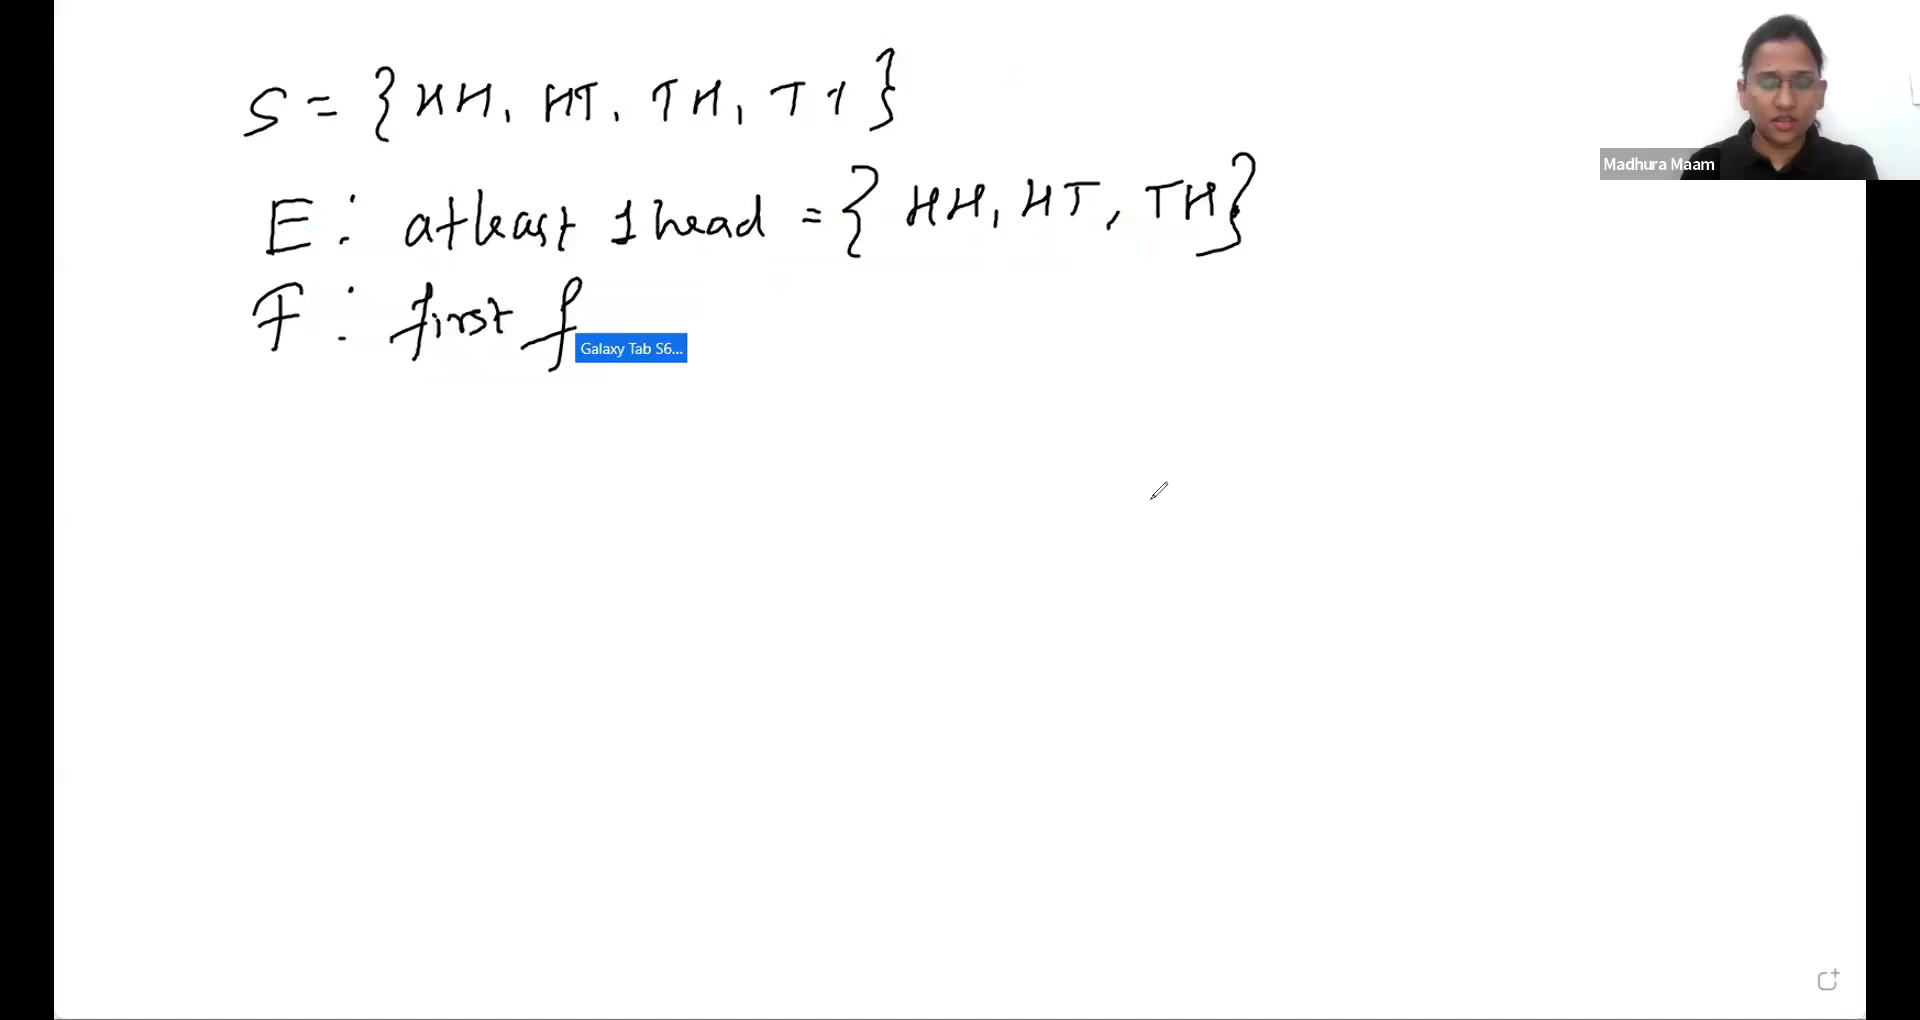 S = { HH, HT, TH, TT }
E : atleast 1 head = { HH, HT, TH }
F : first f
Galaxy Tab S6...
Madhura Maam